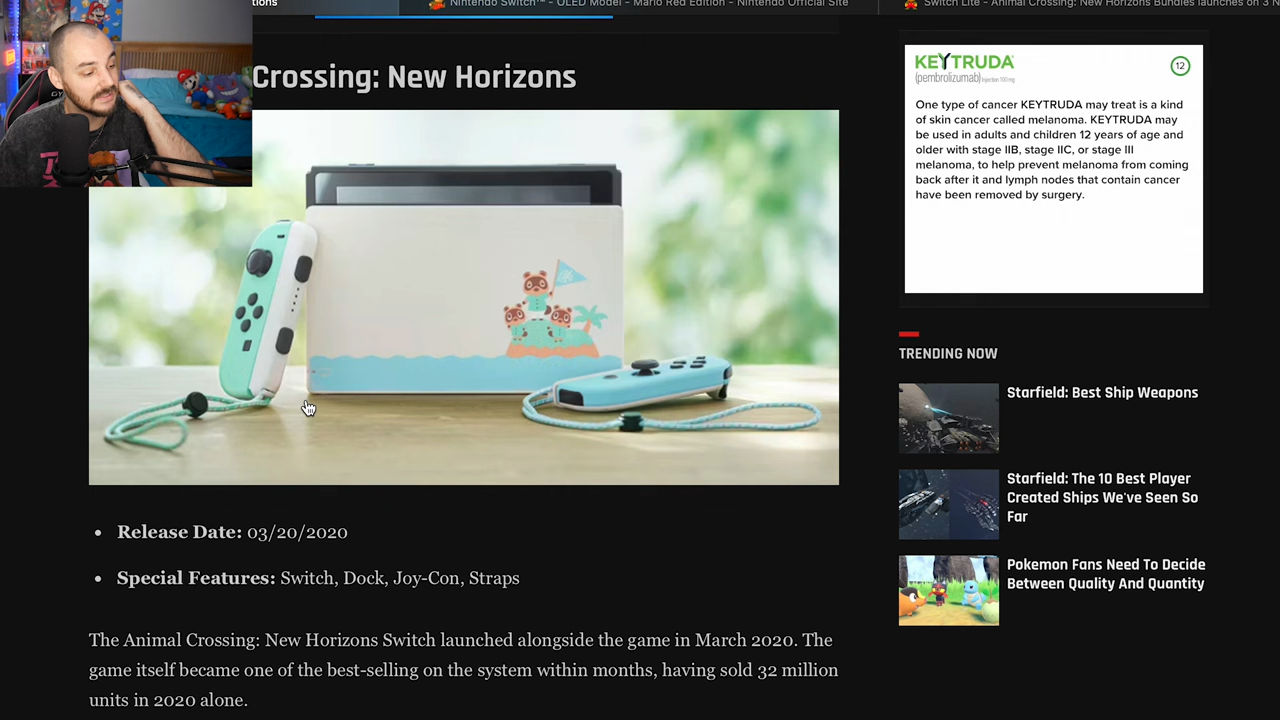 tions
Nintendo Switch™ - OLED Model - Mario Red Edition - Nintendo Official Site
Switch Lite - Animal Crossing: New Horizons Bundles launches on 3 N
Crossing: New Horizons
KEYTRUDA
(pembrolizumab) Injection 100 mg
12
One type of cancer KEYTRUDA may treat is a kind
of skin cancer called melanoma. KEYTRUDA may
be used in adults and children 12 years of age and
older with stage IIB, stage IIC, or stage III
melanoma, to help prevent melanoma from coming
back after it and lymph nodes that contain cancer
have been removed by surgery.
TRENDING NOW
Starfield: Best Ship Weapons
Starfield: The 10 Best Player
Created Ships We've Seen So
Far
Pokemon Fans Need To Decide
Between Quality And Quantity
• Release Date: 03/20/2020
• Special Features: Switch, Dock, Joy-Con, Straps
The Animal Crossing: New Horizons Switch launched alongside the game in March 2020. The
game itself became one of the best-selling on the system within months, having sold 32 million
units in 2020 alone.